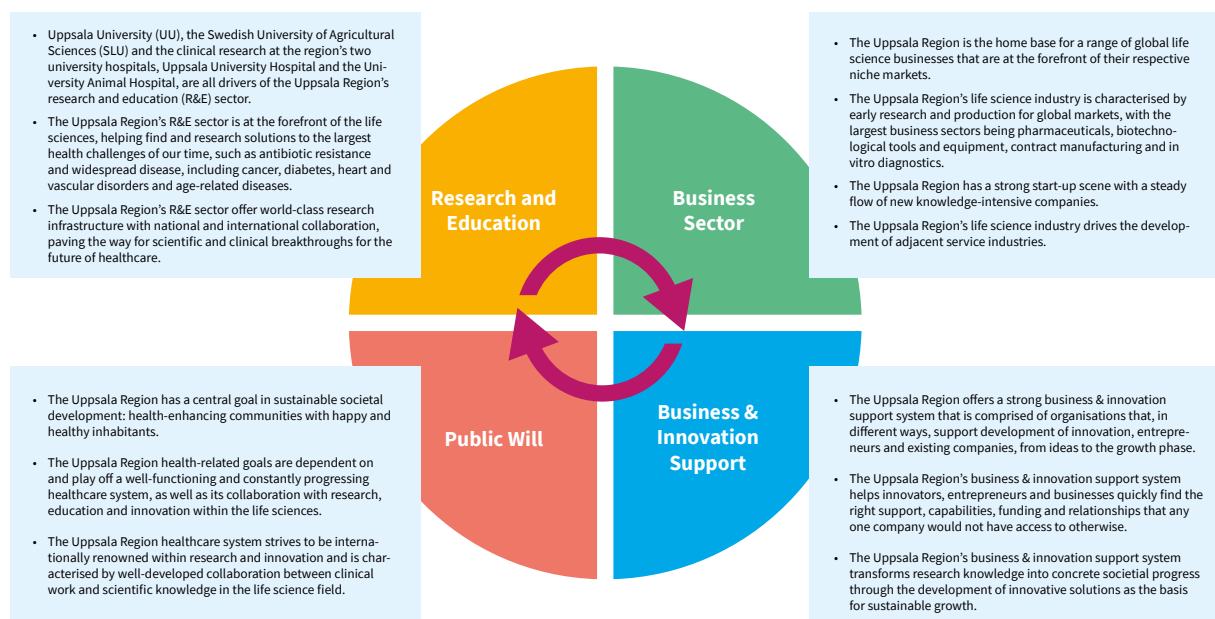 • Uppsala University (UU), the Swedish University of Agricultural
Sciences (SLU) and the clinical research at the region's two
university hospitals, Uppsala University Hospital and the Uni-
versity Animal Hospital, are all drivers of the Uppsala Region's
research and education (R&E) sector.
• The Uppsala Region's R&E sector is at the forefront of the life
sciences, helping find and research solutions to the largest
health challenges of our time, such as antibiotic resistance
and widespread disease, including cancer, diabetes, heart and
vascular disorders and age-related diseases.
• The Uppsala Region's R&E sector offer world-class research
infrastructure with national and international collaboration,
paving the way for scientific and clinical breakthroughs for the
future of healthcare.
Research and
Education
Business
Sector
• The Uppsala Region is the home base for a range of global life
science businesses that are at the forefront of their respective
niche markets.
• The Uppsala Region's life science industry is characterised by
early research and production for global markets, with the
largest business sectors being pharmaceuticals, biotechno-
logical tools and equipment, contract manufacturing and in
vitro diagnostics.
• The Uppsala Region has a strong start-up scene with a steady
flow of new knowledge-intensive companies.
• The Uppsala Region's life science industry drives the develop-
ment of adjacent service industries.
• The Uppsala Region has a central goal in sustainable societal
development: health-enhancing communities with happy and
healthy inhabitants.
• The Uppsala Region health-related goals are dependent on
and play off a well-functioning and constantly progressing
healthcare system, as well as its collaboration with research,
education and innovation within the life sciences.
• The Uppsala Region healthcare system strives to be interna-
tionally renowned within research and innovation and is char-
acterised by well-developed collaboration between clinical
work and scientific knowledge in the life science field.
Public Will
Business &
Innovation
Support
• The Uppsala Region offers a strong business & innovation
support system that is comprised of organisations that, in
different ways, support development of innovation, entrepre-
neurs and existing companies, from ideas to the growth phase.
• The Uppsala Region's business & innovation support system
helps innovators, entrepreneurs and businesses quickly find the
right support, capabilities, funding and relationships that any
one company would not have access to otherwise.
• The Uppsala Region's business & innovation support system
transforms research knowledge into concrete societial progress
through the development of innovative solutions as the basis
for sustainable growth.